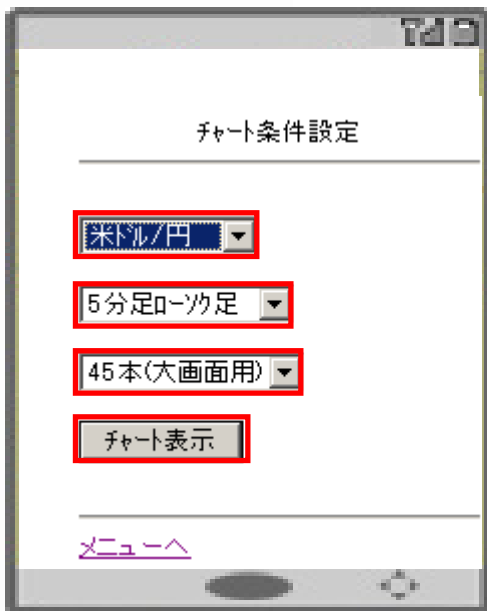 ﾁｬｰﾄ条件設定
米ﾄﾞﾙ/円
5分足ﾛｰｿｸ足
45本(大画面用)
ﾁｬｰﾄ表示
ﾒﾆｭｰへ